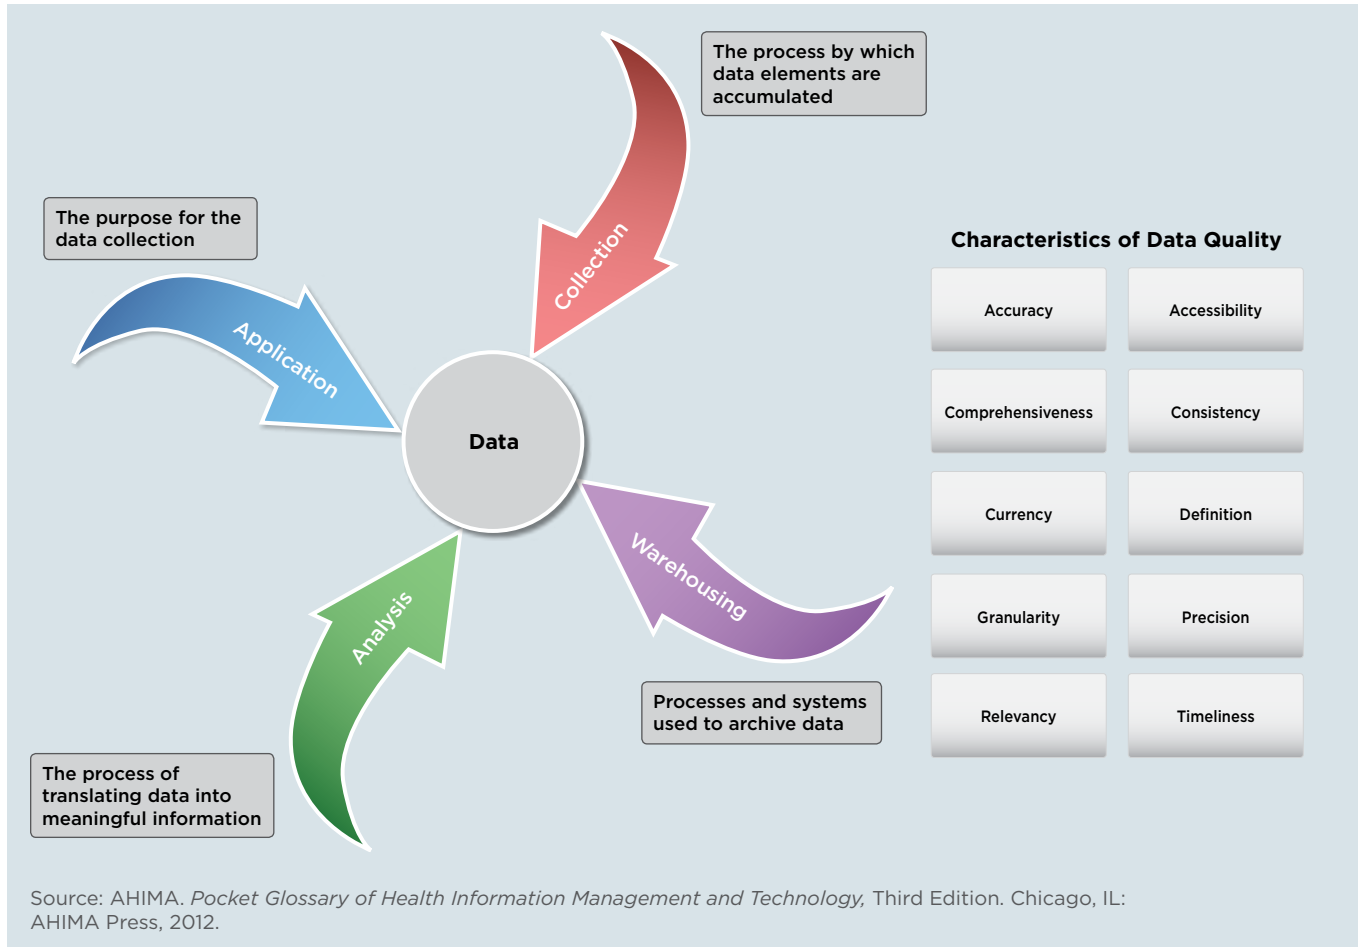 The process by which
data elements are
accumulated
Collection
The purpose for the
data collection
Application
Data
Warehousing
Processes and systems
used to archive data
Analysis
The process of
translating data into
meaningful information
Characteristics of Data Quality
Accuracy
Accessibility
Comprehensiveness
Consistency
Currency
Definition
Granularity
Precision
Relevancy
Timeliness
Source: AHIMA. Pocket Glossary of Health Information Management and Technology, Third Edition. Chicago, IL:
AHIMA Press, 2012.